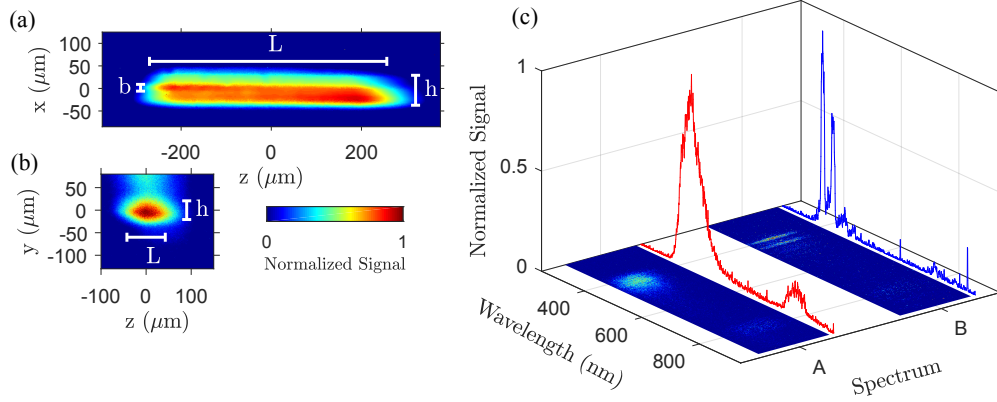 (a)
100
50
0
-50
x (μm)
L
b
h
-200
0
200
z (μm)
(b)
50
0
-50
-100
y (μm)
h
L
-100
0
100
z (μm)
0
1
Normalized Signal
(c)
1
0.5
0
Normalized Signal
400
600
800
Wavelength (nm)
A
B
Spectrum